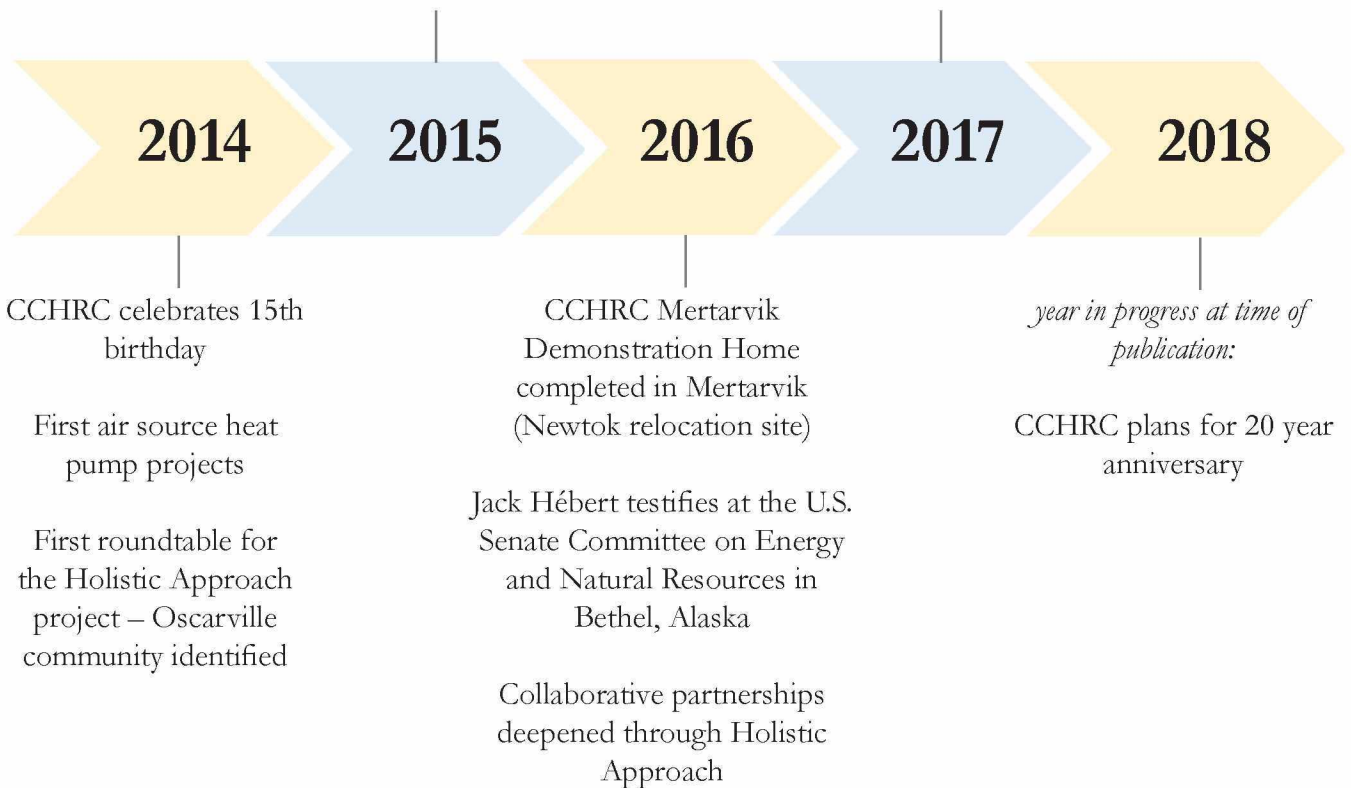 2014
2015
2016
2017
2018
CCHRC celebrates 15th
birthday
First air source heat
pump projects
First roundtable for
the Holistic Approach
project – Oscarville
community identified
CCHRC Mertarvik
Demonstration Home
completed in Mertarvik
(Newtok relocation site)
Jack Hébert testifies at the U.S.
Senate Committee on Energy
and Natural Resources in
Bethel, Alaska
Collaborative partnerships
deepened through Holistic
Approach
year in progress at time of
publication:
CCHRC plans for 20 year
anniversary